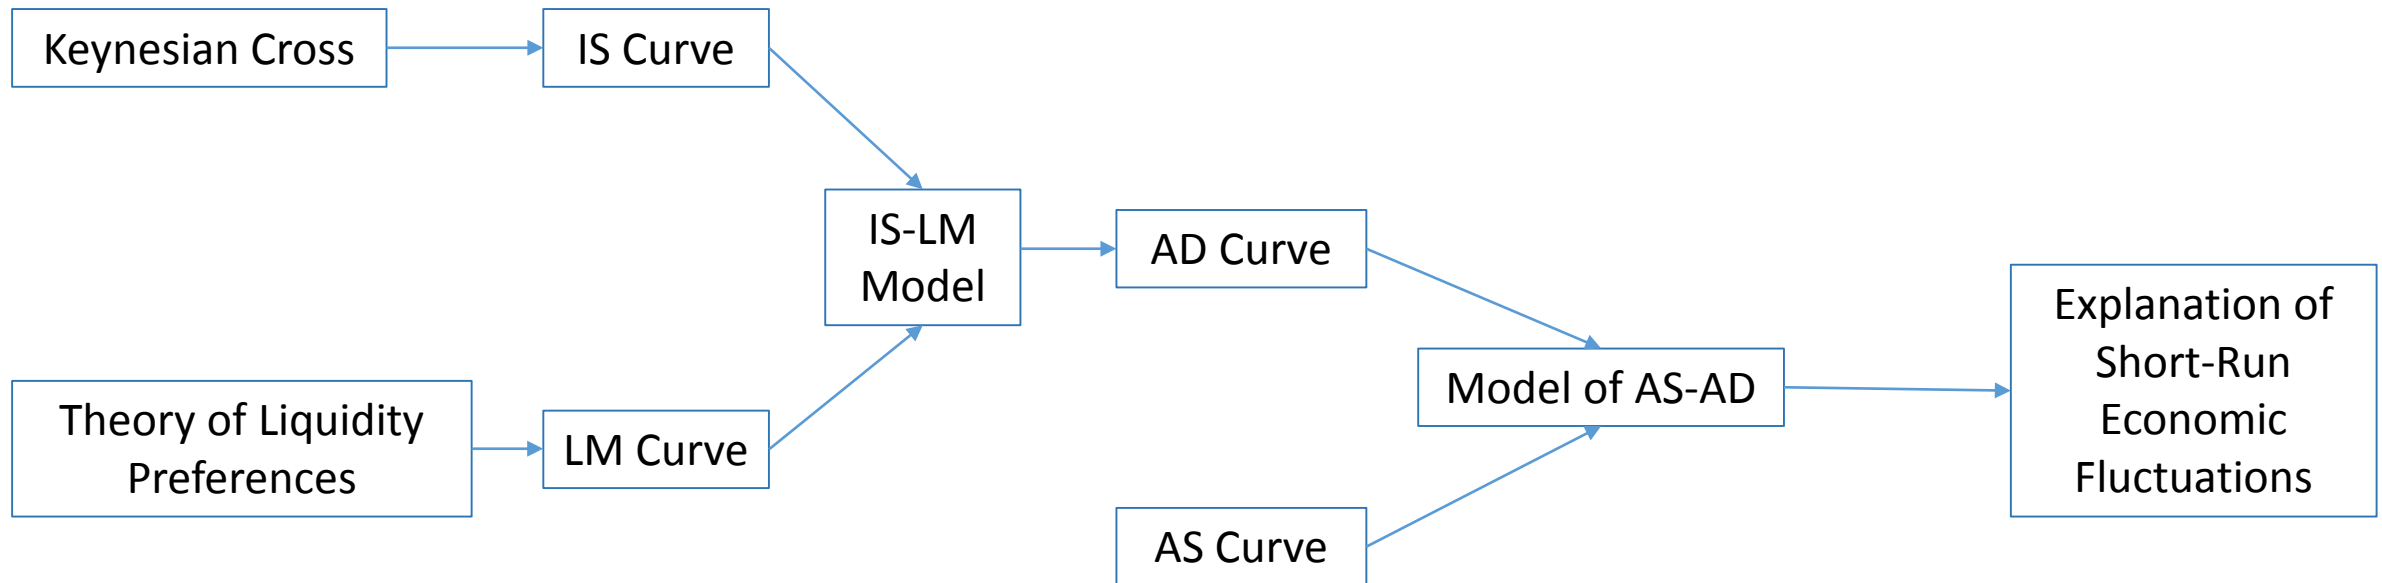 Keynesian Cross
IS Curve
IS-LM
Model
AD Curve
Explanation of
Short-Run
Economic
Fluctuations
Model of AS-AD
Theory of Liquidity
Preferences
LM Curve
AS Curve